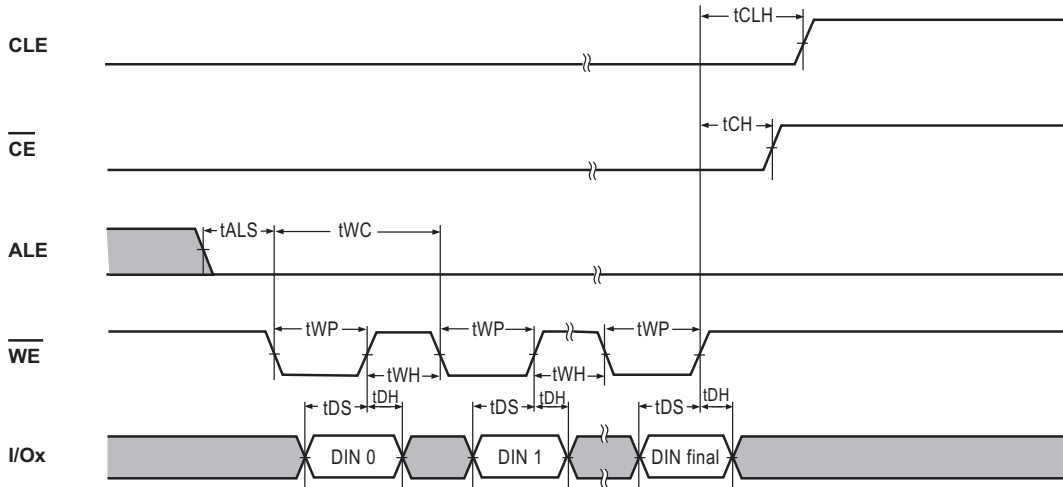 tCLH
CLE
tCH
CE
tALS tWC
ALE
tWP tWP tWP
WE
tWH tWH
tDS tDH tDS tDH tDS tDH
I/Ox DIN 0 DIN 1 DIN final